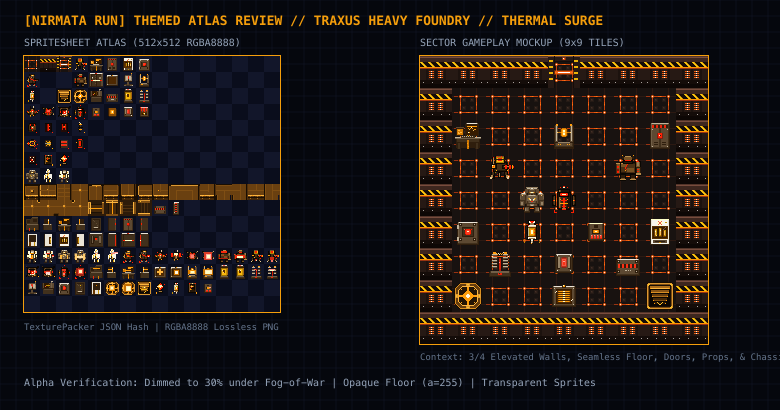 [NIRMATA RUN] THEMED ATLAS REVIEW // TRAXUS HEAVY FOUNDRY // THERMAL SURGE
SPRITESHEET ATLAS (512x512 RGBA8888)
SECTOR GAMEPLAY MOCKUP (9x9 TILES)
TexturePacker JSON Hash | RGBA8888 Lossless PNG
Context: 3/4 Elevated Walls, Seamless Floor, Doors, Props, & Chassi
Alpha Verification: Dimmed to 30% under Fog-of-War | Opaque Floor (a=255) | Transparent Sprites